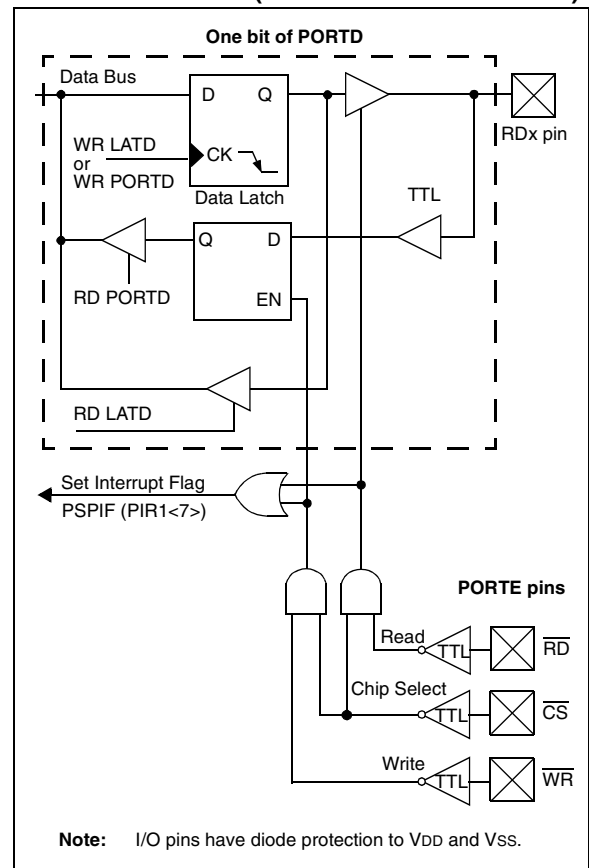 One bit of PORTD
Data Bus
D Q
RDx pin
WR LATD
or
WR PORTD
CK
Data Latch
TTL
Q D
RD PORTD
EN
RD LATD
Set Interrupt Flag
PSPIF (PIR1<7>)
PORTE pins
Read
TTL
RD
Chip Select
TTL
CS
Write
TTL
WR
Note: I/O pins have diode protection to VDD and VSS.